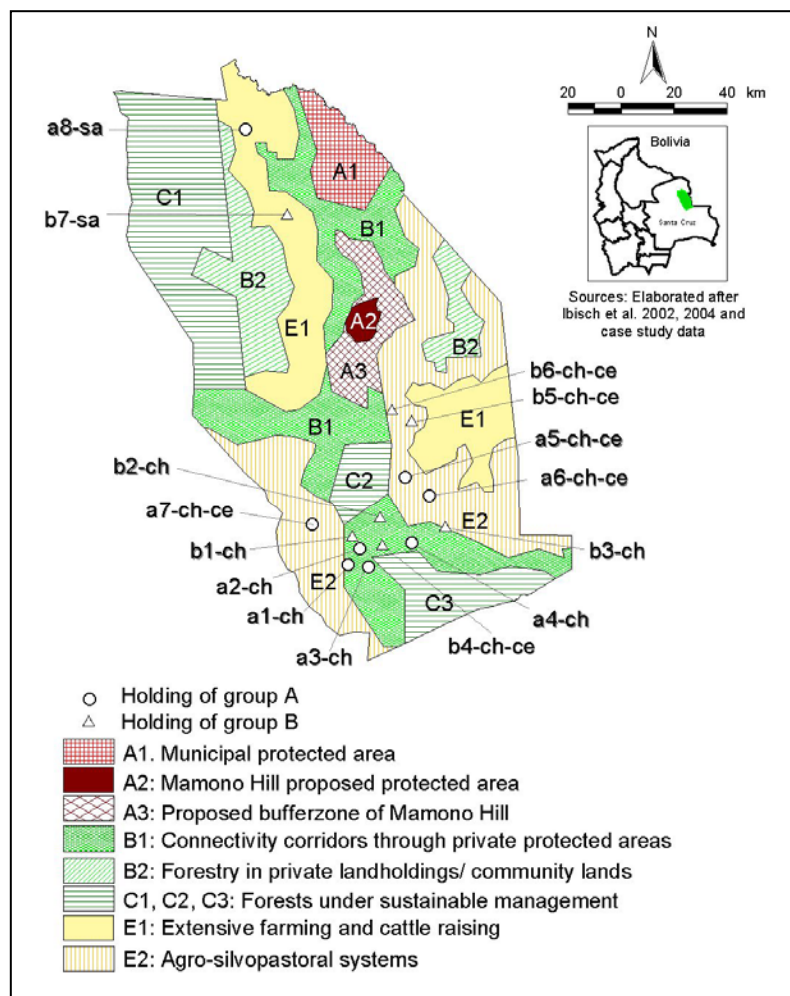 N
20 0 20 40 km
Bolivia
Santa Cruz
Sources: Elaborated after
Ibisch et al. 2002, 2004 and
case study data
a8-sa
A1
C1
b7-sa
B1
B2
E1
A2
B2
A3
b6-ch-ce
b5-ch-ce
E1
B1
a5-ch-ce
b2-ch
C2
a6-ch-ce
a7-ch-ce
E2
b3-ch
b1-ch
a2-ch
E2
a1-ch
C3
a4-ch
a3-ch
b4-ch-ce
Holding of group A
Holding of group B
A1. Municipal protected area
A2: Mamono Hill proposed protected area
A3: Proposed bufferzone of Mamono Hill
B1: Connectivity corridors through private protected areas
B2: Forestry in private landholdings/ community lands
C1, C2, C3: Forests under sustainable management
E1: Extensive farming and cattle raising
E2: Agro-silvopastoral systems